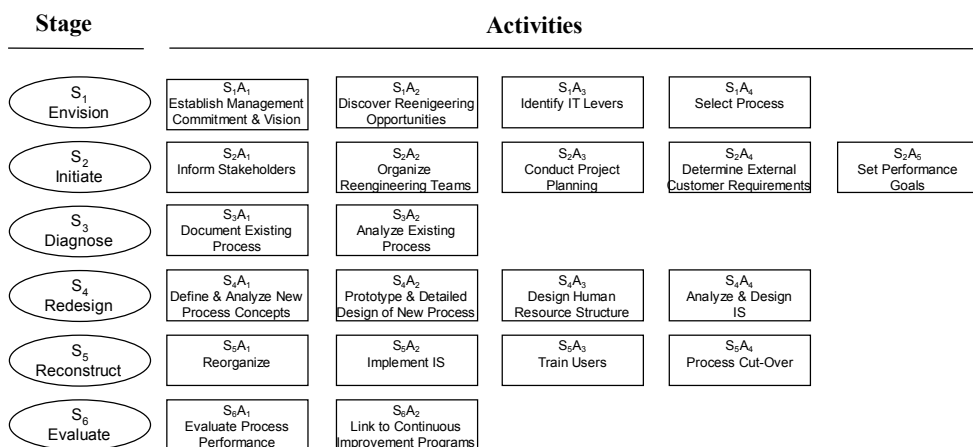 Stage
Activities
S₁
Envision
S₁A₁
Establish Management
Commitment & Vision
S₁A₂
Discover Reenigeering
Opportunities
S₁A₃
Identify IT Levers
S₁A₄
Select Process
S₂
Initiate
S₂A₁
Inform Stakeholders
S₂A₂
Organize
Reengineering Teams
S₂A₃
Conduct Project
Planning
S₂A₄
Determine External
Customer Requirements
S₂A₅
Set Performance
Goals
S₃
Diagnose
S₃A₁
Document Existing
Process
S₃A₂
Analyze Existing
Process
S₄
Redesign
S₄A₁
Define & Analyze New
Process Concepts
S₄A₂
Prototype & Detailed
Design of New Process
S₄A₃
Design Human
Resource Structure
S₄A₄
Analyze & Design
IS
S₅
Reconstruct
S₅A₁
Reorganize
S₅A₂
Implement IS
S₅A₃
Train Users
S₅A₄
Process Cut-Over
S₆
Evaluate
S₆A₁
Evaluate Process
Performance
S₆A₂
Link to Continuous
Improvement Programs